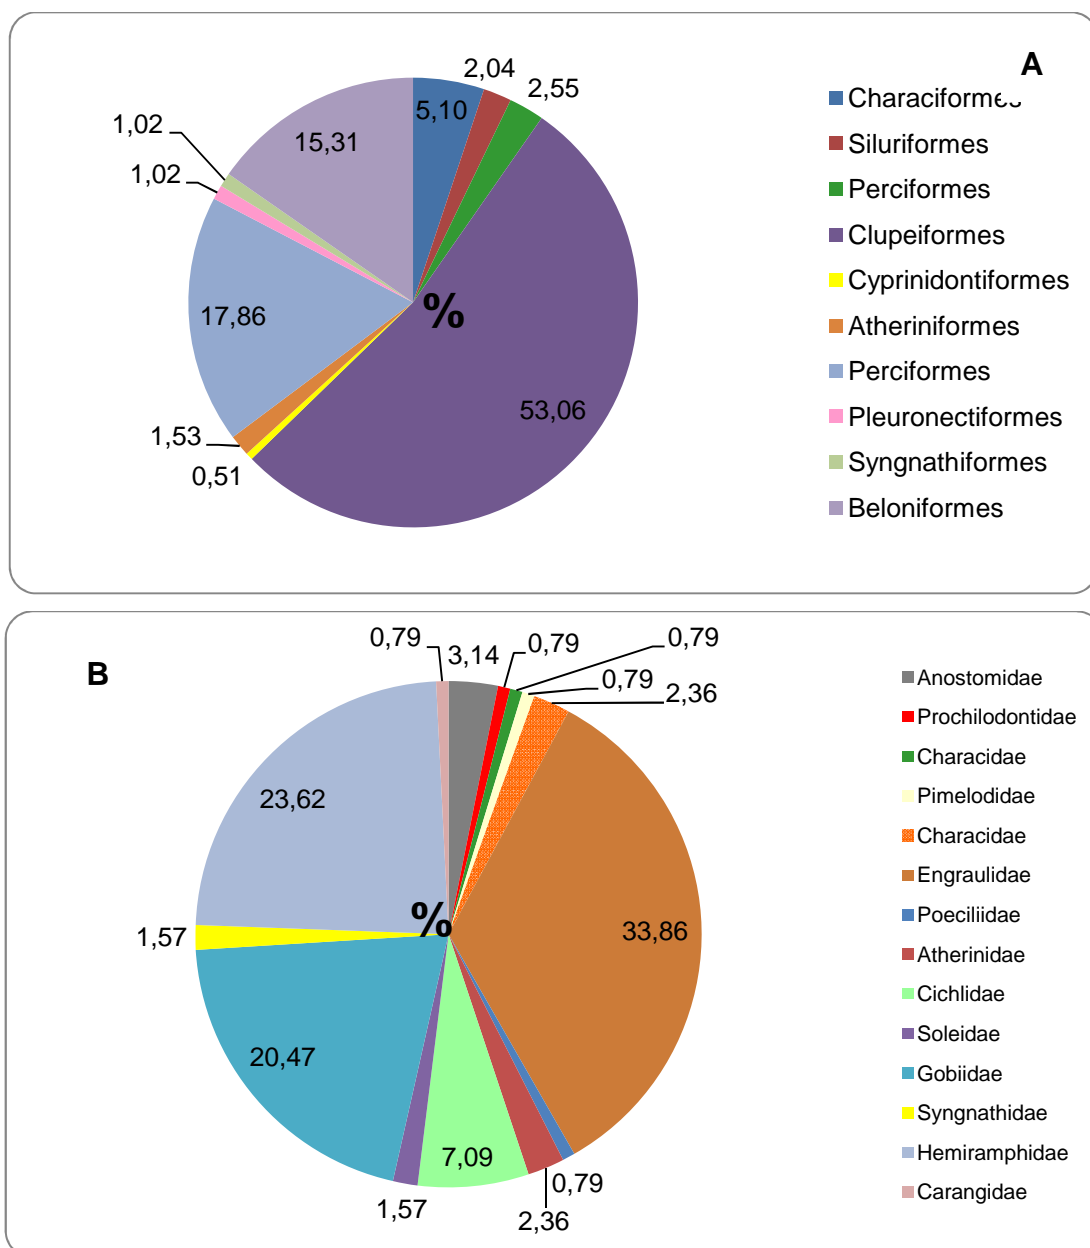 A
2,04
2,55
5,10
1,02
15,31
1,02
17,86
%
53,06
1,53
0,51
Characiformes
Siluriformes
Perciformes
Clupeiformes
Cyprinidontiformes
Atheriniformes
Perciformes
Pleuronectiformes
Syngnathiformes
Beloniformes
B
0,79
3,14
0,79
0,79
0,79
2,36
23,62
%
33,86
1,57
20,47
7,09
1,57
2,36
0,79
Anostomidae
Prochilodontidae
Characidae
Pimelodidae
Characidae
Engraulidae
Poeciliidae
Atherinidae
Cichlidae
Soleidae
Gobiidae
Syngnathidae
Hemiramphidae
Carangidae